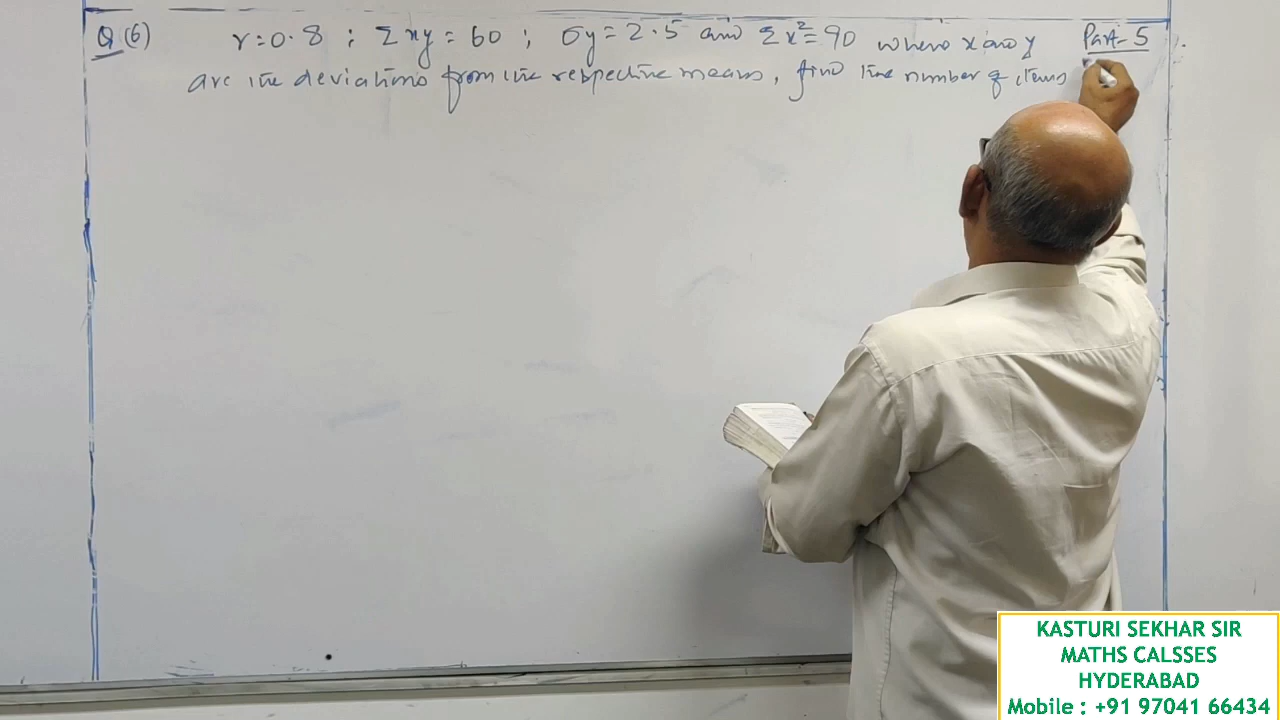 Q (6) r = 0.8 ; Σxy = 60 ; σy = 2.5 and Σx² = 90 where x and y Part-5
are the deviations from the respective means, find the number of items
KASTURI SEKHAR SIR
MATHS CALSSES
HYDERABAD
Mobile : +91 97041 66434